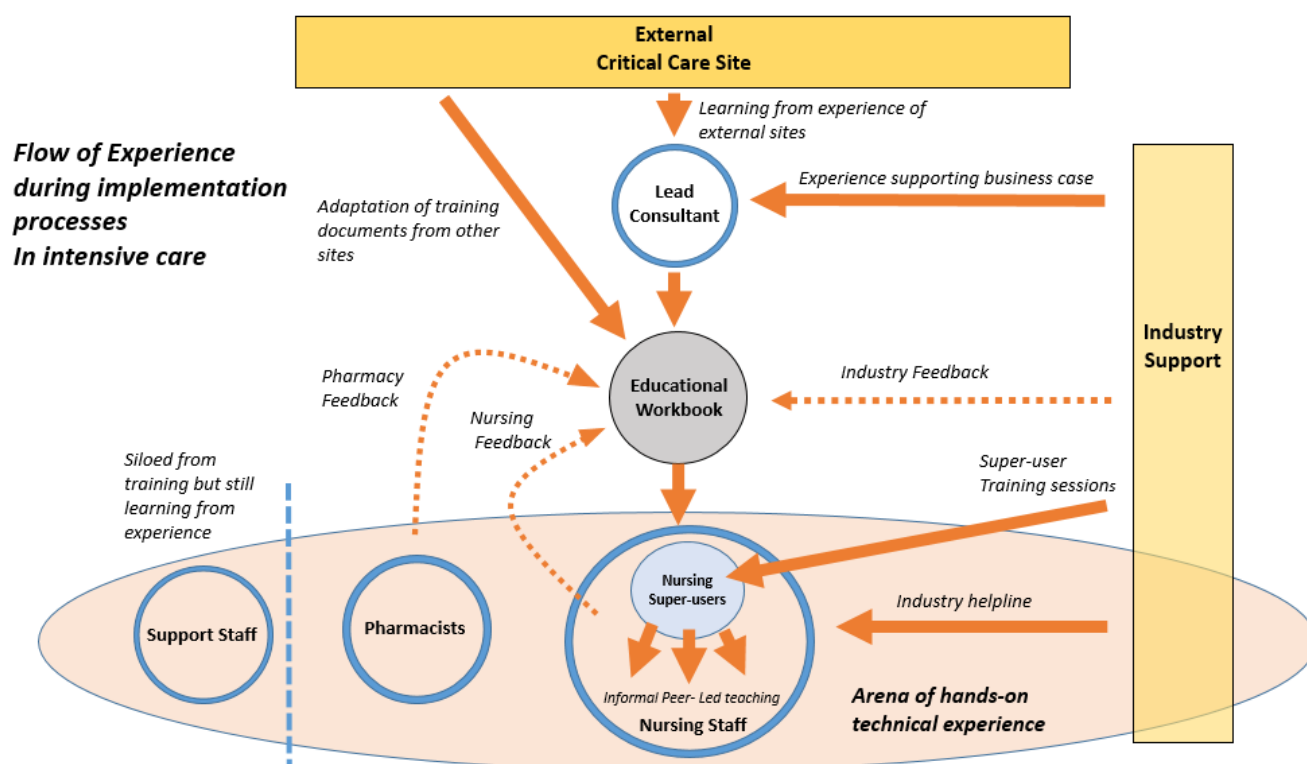 External
Critical Care Site
Learning from experience of
external sites
Flow of Experience
during implementation
processes
In intensive care
Lead
Consultant
Experience supporting business case
Adaptation of training
documents from other
sites
Industry
Support
Educational
Workbook
Industry Feedback
Pharmacy
Feedback
Nursing
Feedback
Siloed from
training but still
learning from
experience
Super-user
Training sessions
Nursing
Super-users
Support Staff
Pharmacists
Industry helpline
Informal Peer- Led teaching
Nursing Staff
Arena of hands-on
technical experience